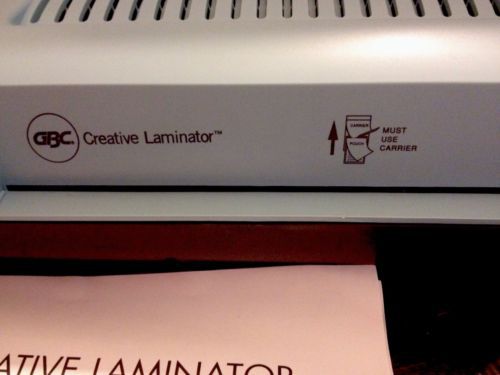 GBC. Creative Laminator™
CARRIER
POUCH
MUST
USE
CARRIER
ATIVE LAMINATOR